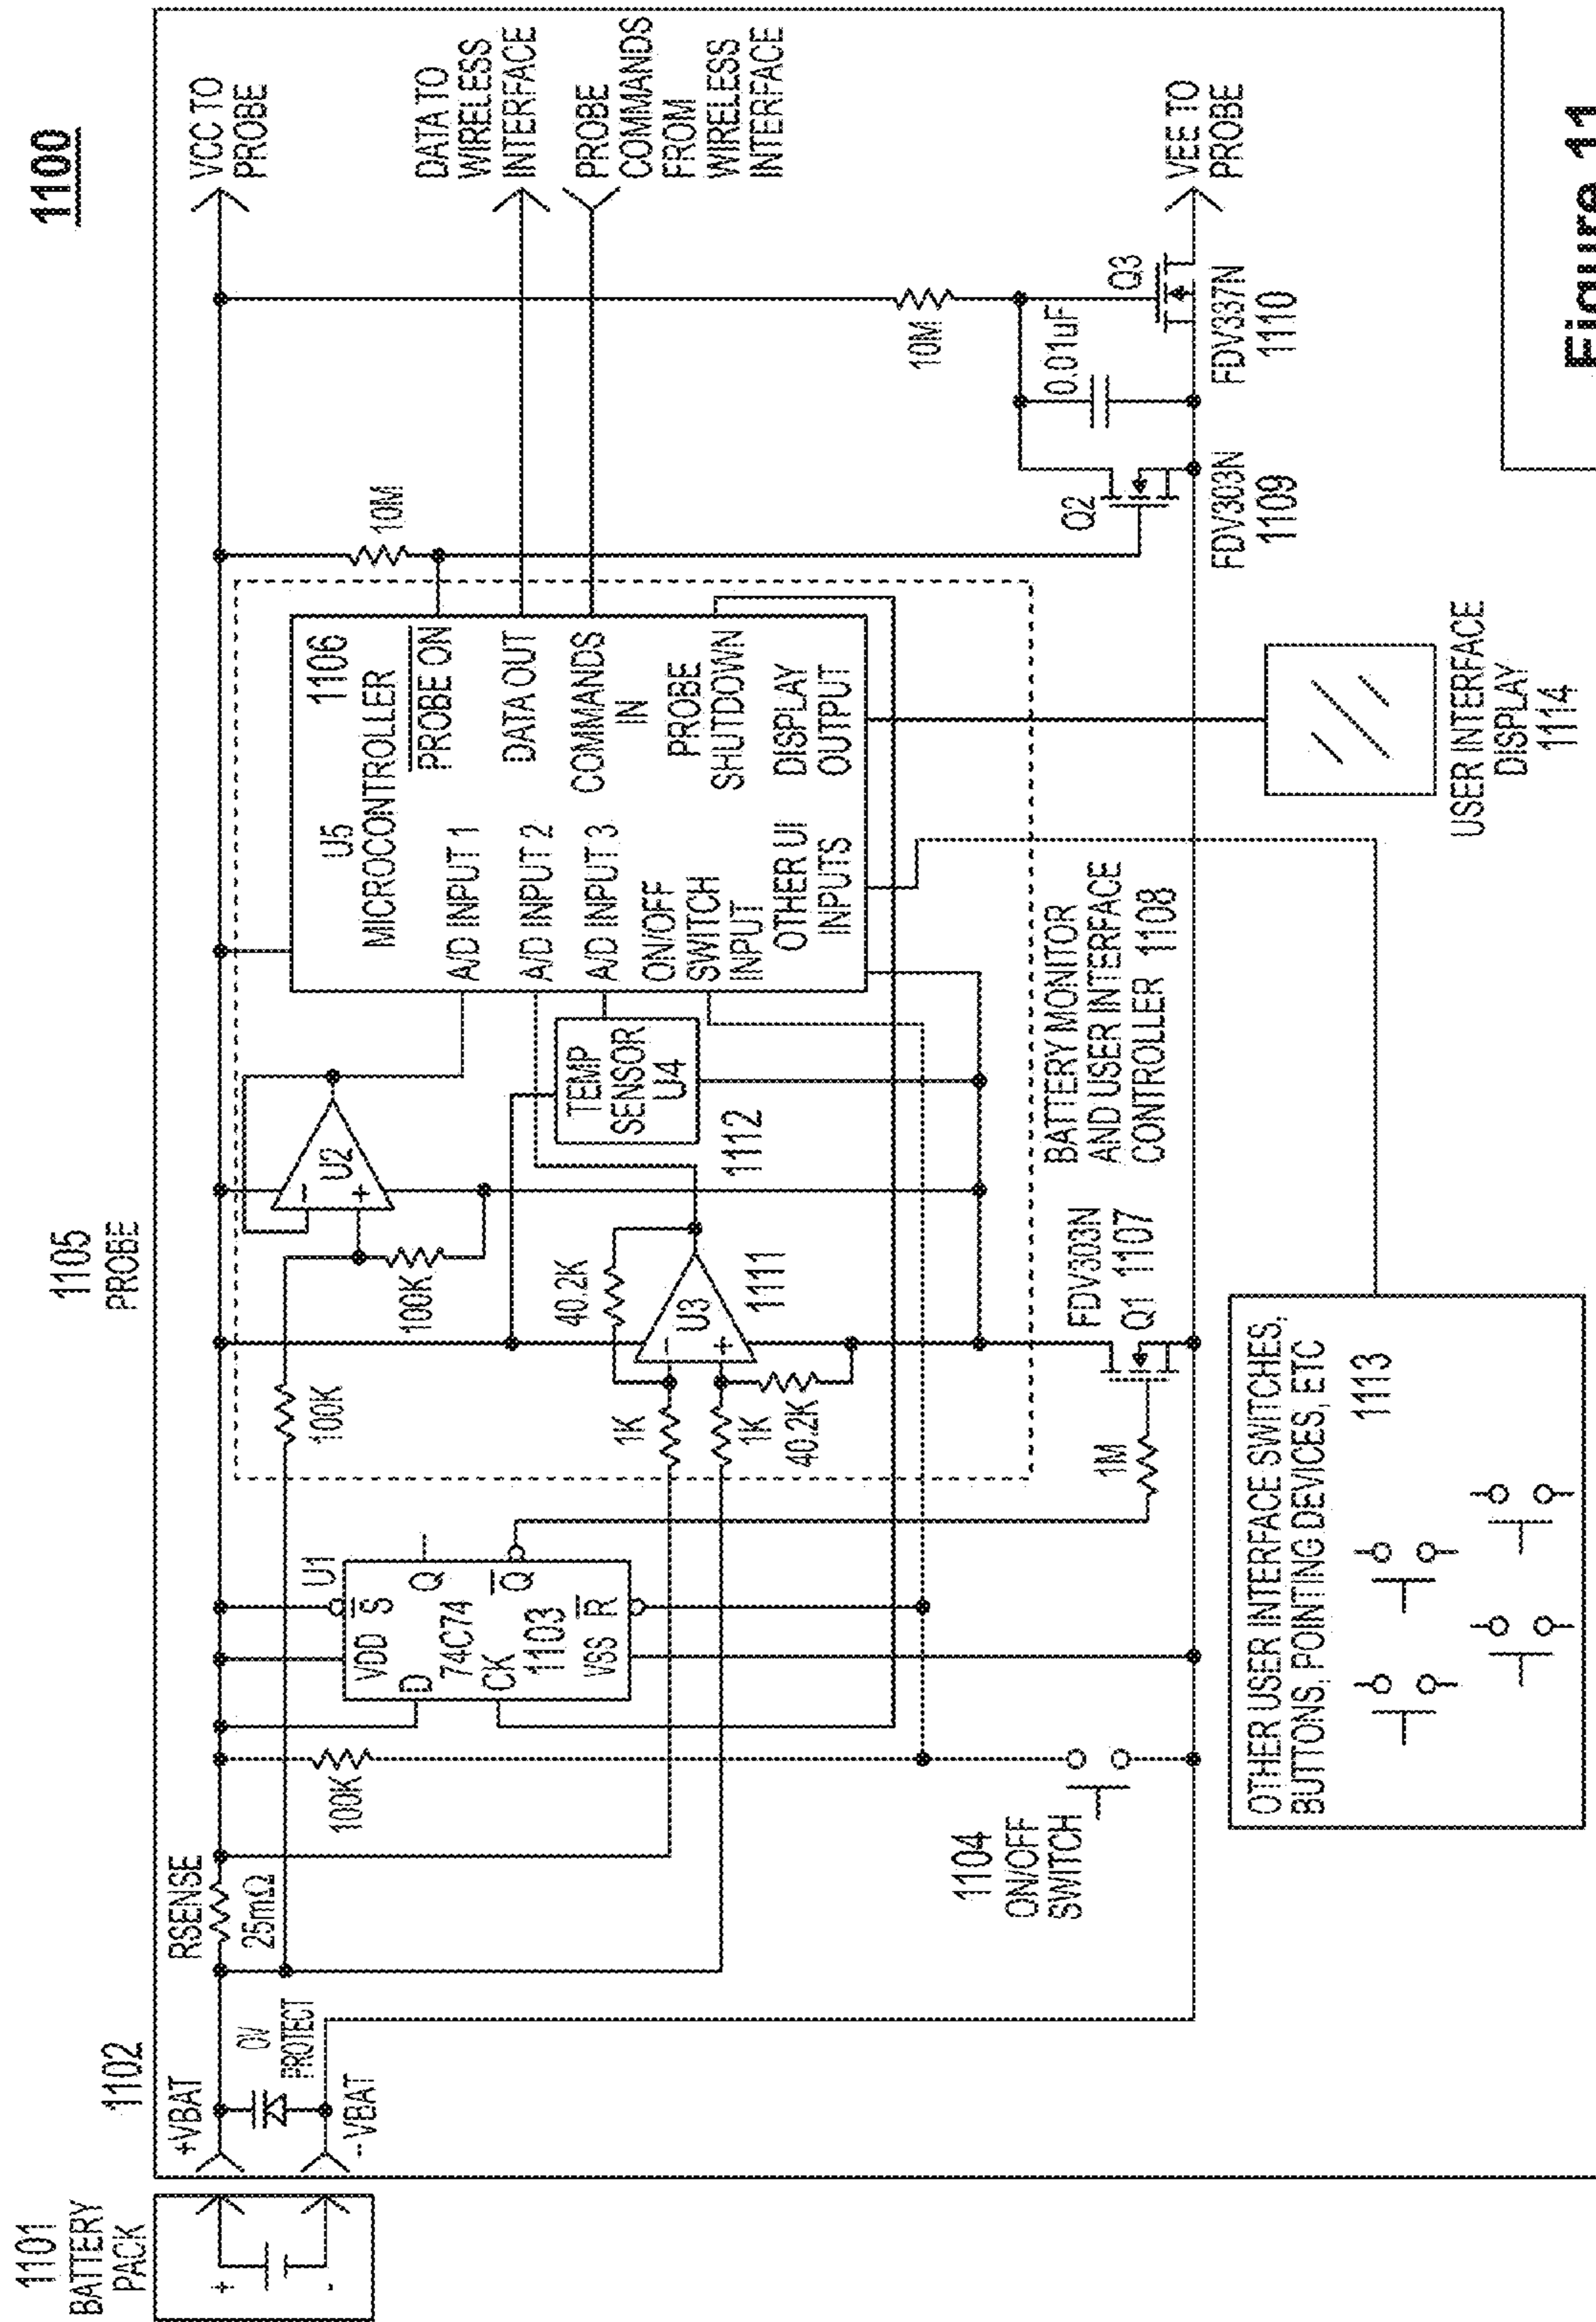 1100
1105
PROBE
1101
BATTERY
PACK
+
-
1102
+VBAT
0V
PROTECT
--VBAT
RSENSE
25mΩ
100K
U1
VDD S
D
Q
74C74
CK
Q
1103
VSS R
1104
ON/OFF
SWITCH
100K
100K
U2
-
+
1K
1K
40.2K
40.2K
U3
-
+
1111
TEMP
SENSOR
U4
1112
U5
MICROCONTROLLER
1106
A/D INPUT 1
A/D INPUT 2
A/D INPUT 3
ON/OFF
SWITCH
INPUT
OTHER UI
INPUTS
PROBE ON
DATA OUT
COMMANDS
IN
PROBE
SHUTDOWN
DISPLAY
OUTPUT
1M
FDV303N
Q1 1107
BATTERY MONITOR
AND USER INTERFACE
CONTROLLER 1108
10M
Q2
FDV303N
1109
10M
0.01uF
Q3
FDV337N
1110
VCC TO
PROBE
DATA TO
WIRELESS
INTERFACE
PROBE
COMMANDS
FROM
WIRELESS
INTERFACE
VEE TO
PROBE
OTHER USER INTERFACE SWITCHES,
BUTTONS, POINTING DEVICES, ETC
1113
USER INTERFACE
DISPLAY
1114
Figure 11